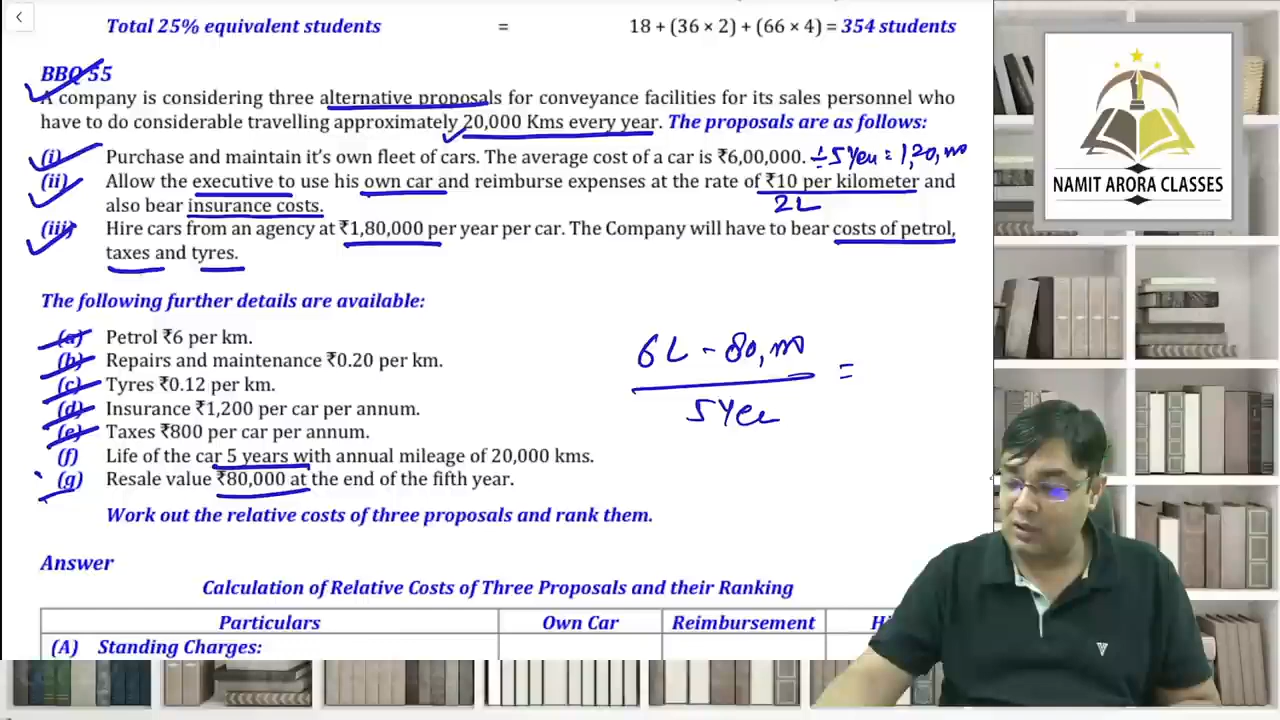 Total 25% equivalent students = 18 + (36 × 2) + (66 × 4) = 354 students
BBQ 55
A company is considering three alternative proposals for conveyance facilities for its sales personnel who
have to do considerable travelling approximately 20,000 Kms every year. The proposals are as follows:
(i) Purchase and maintain it's own fleet of cars. The average cost of a car is ₹6,00,000. ÷ 5 Year = 1,20,000
(ii) Allow the executive to use his own car and reimburse expenses at the rate of ₹10 per kilometer and
also bear insurance costs. 2L
(iii) Hire cars from an agency at ₹1,80,000 per year per car. The Company will have to bear costs of petrol,
taxes and tyres.
The following further details are available:
(a) Petrol ₹6 per km.
(b) Repairs and maintenance ₹0.20 per km.
(c) Tyres ₹0.12 per km.
(d) Insurance ₹1,200 per car per annum.
(e) Taxes ₹800 per car per annum.
(f) Life of the car 5 years with annual mileage of 20,000 kms.
(g) Resale value ₹80,000 at the end of the fifth year.
6L - 80,000 =
5 Year
Work out the relative costs of three proposals and rank them.
Answer
Calculation of Relative Costs of Three Proposals and their Ranking
Particulars Own Car Reimbursement
(A) Standing Charges:
NAMIT ARORA CLASSES